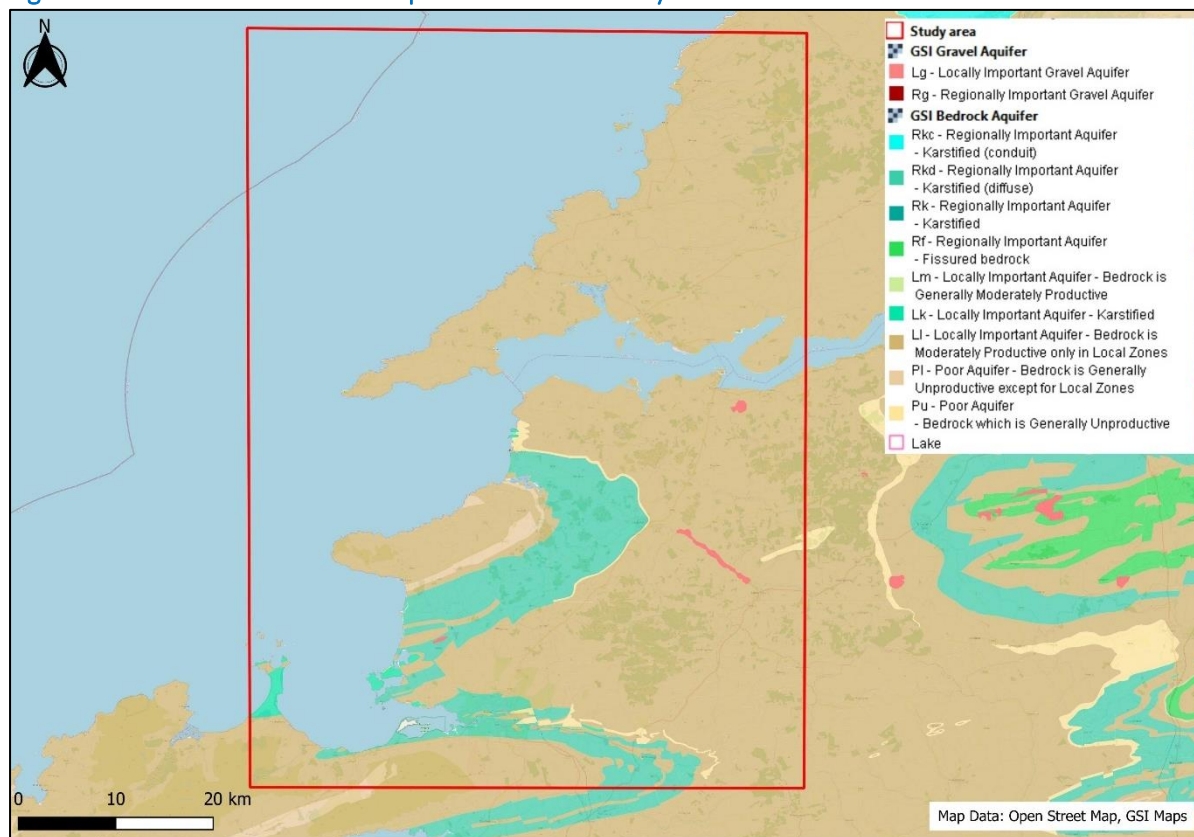 N
Study area
GSI Gravel Aquifer
Lg - Locally Important Gravel Aquifer
Rg - Regionally Important Gravel Aquifer
GSI Bedrock Aquifer
Rkc - Regionally Important Aquifer
- Karstified (conduit)
Rkd - Regionally Important Aquifer
- Karstified (diffuse)
Rk - Regionally Important Aquifer
- Karstified
Rf - Regionally Important Aquifer
- Fissured bedrock
Lm - Locally Important Aquifer - Bedrock is
Generally Moderately Productive
Lk - Locally Important Aquifer - Karstified
Ll - Locally Important Aquifer - Bedrock is
Moderately Productive only in Local Zones
Pl - Poor Aquifer - Bedrock is Generally
Unproductive except for Local Zones
Pu - Poor Aquifer
- Bedrock which is Generally Unproductive
Lake
0 10 20 km
Map Data: Open Street Map, GSI Maps